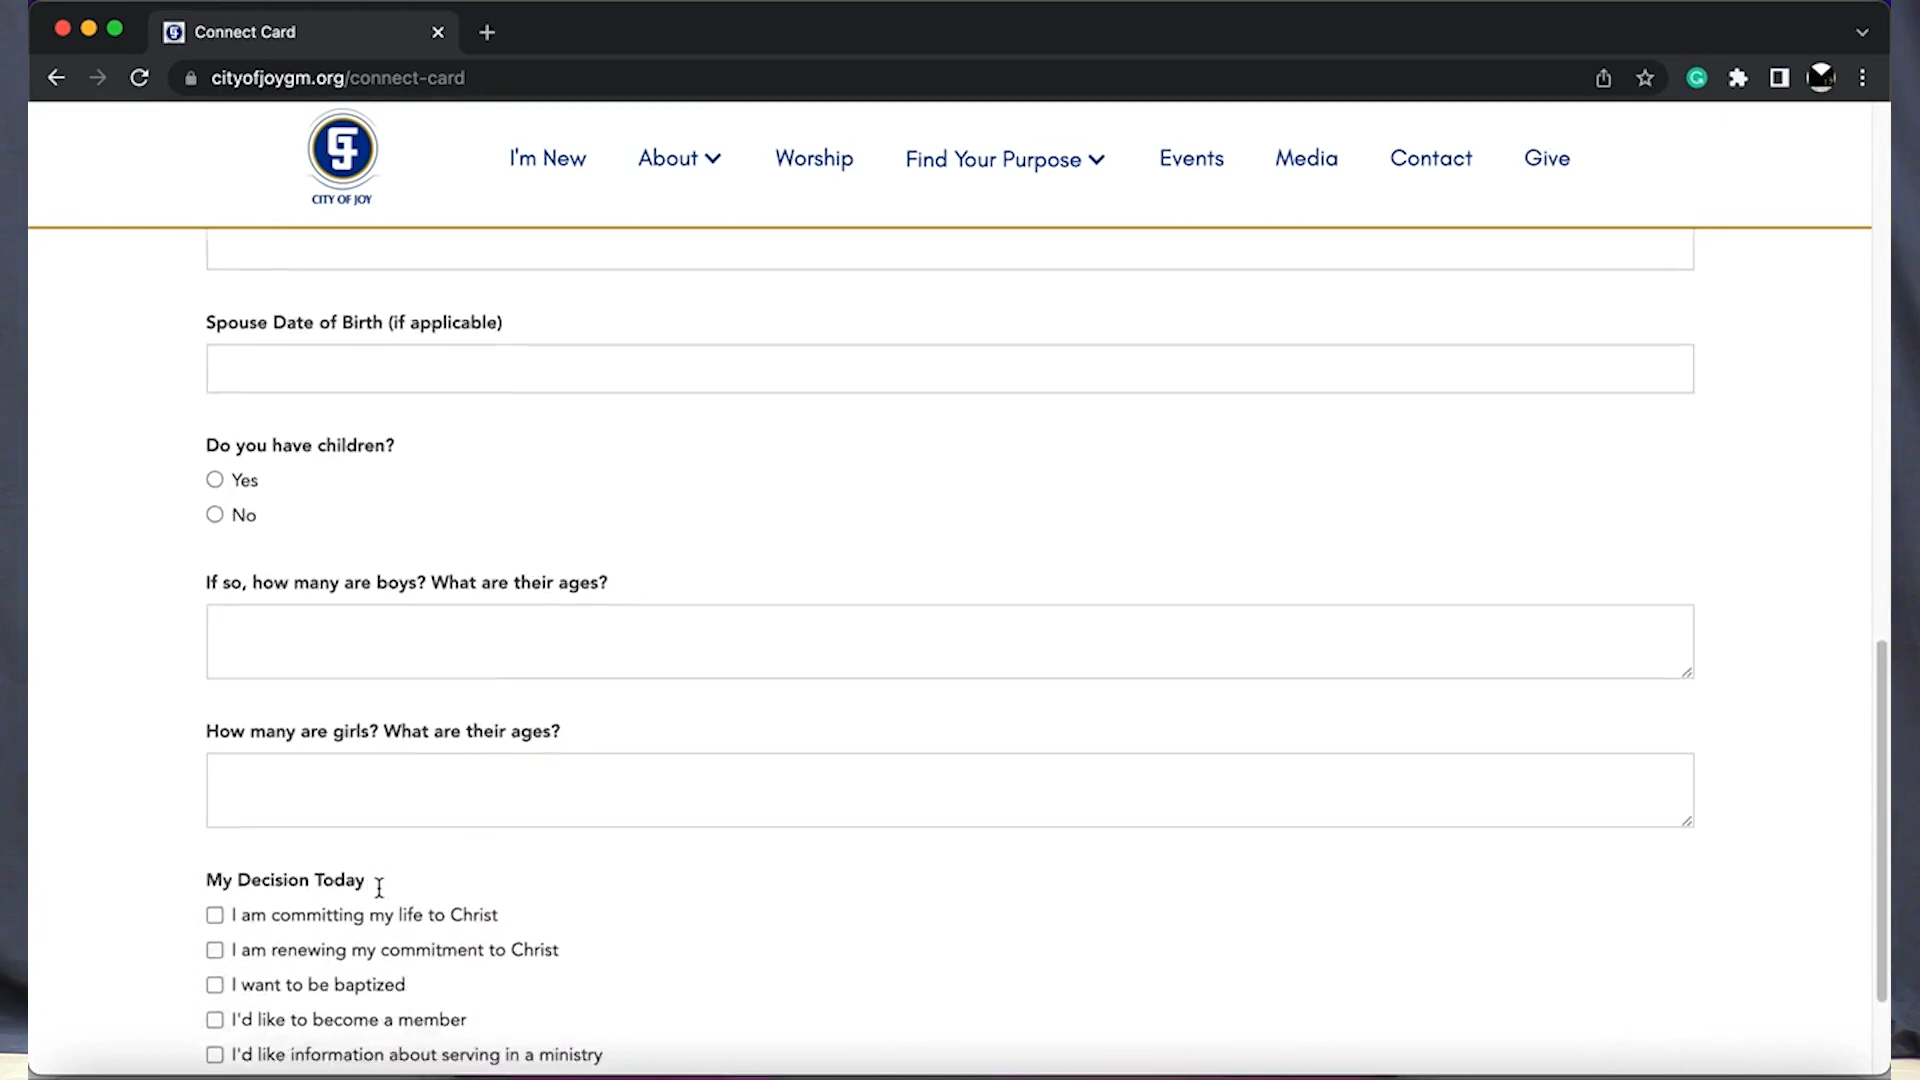 Connect Card
cityofjoygm.org/connect-card
CITY OF JOY
I'm New About Worship Find Your Purpose Events Media Contact Give
Spouse Date of Birth (if applicable)
Do you have children?
Yes
No
If so, how many are boys? What are their ages?
How many are girls? What are their ages?
My Decision Today
I am committing my life to Christ
I am renewing my commitment to Christ
I want to be baptized
I'd like to become a member
I'd like information about serving in a ministry